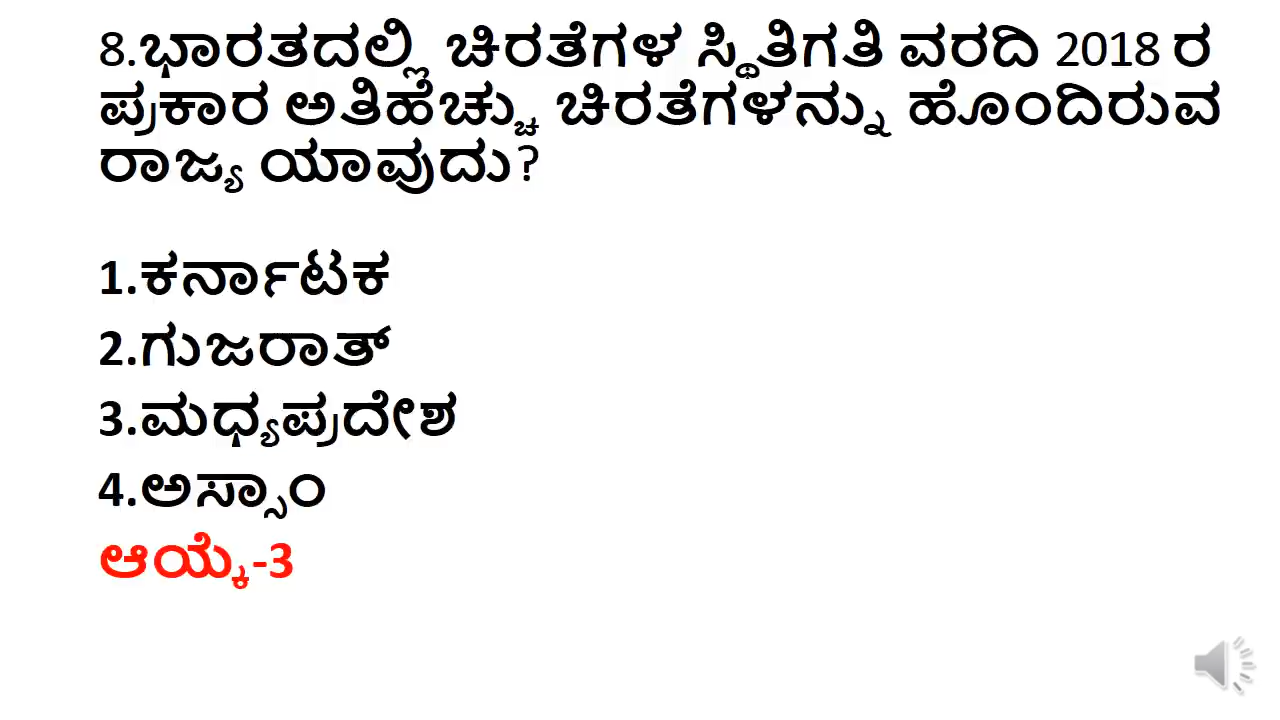 8.ಭಾರತದಲ್ಲಿ ಚಿರತೆಗಳ ಸ್ಥಿತಿಗತಿ ವರದಿ 2018 ರ
ಪ್ರಕಾರ ಅತಿಹೆಚ್ಚು ಚಿರತೆಗಳನ್ನು ಹೊಂದಿರುವ
ರಾಜ್ಯ ಯಾವುದು?
1.ಕರ್ನಾಟಕ
2.ಗುಜರಾತ್
3.ಮಧ್ಯಪ್ರದೇಶ
4.ಅಸ್ಸಾಂ
ಆಯ್ಕೆ-3